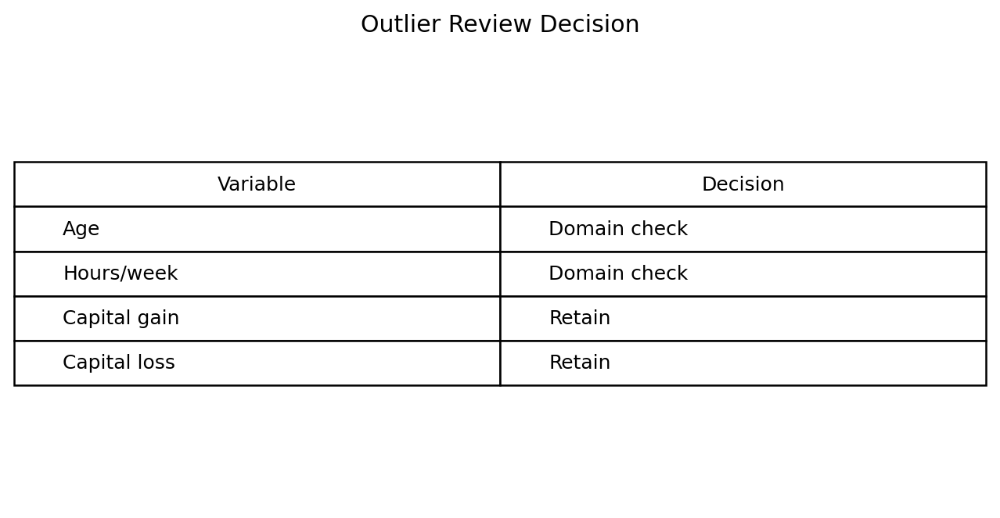 Outlier Review Decision
Variable Decision
Age Domain check
Hours/week Domain check
Capital gain Retain
Capital loss Retain